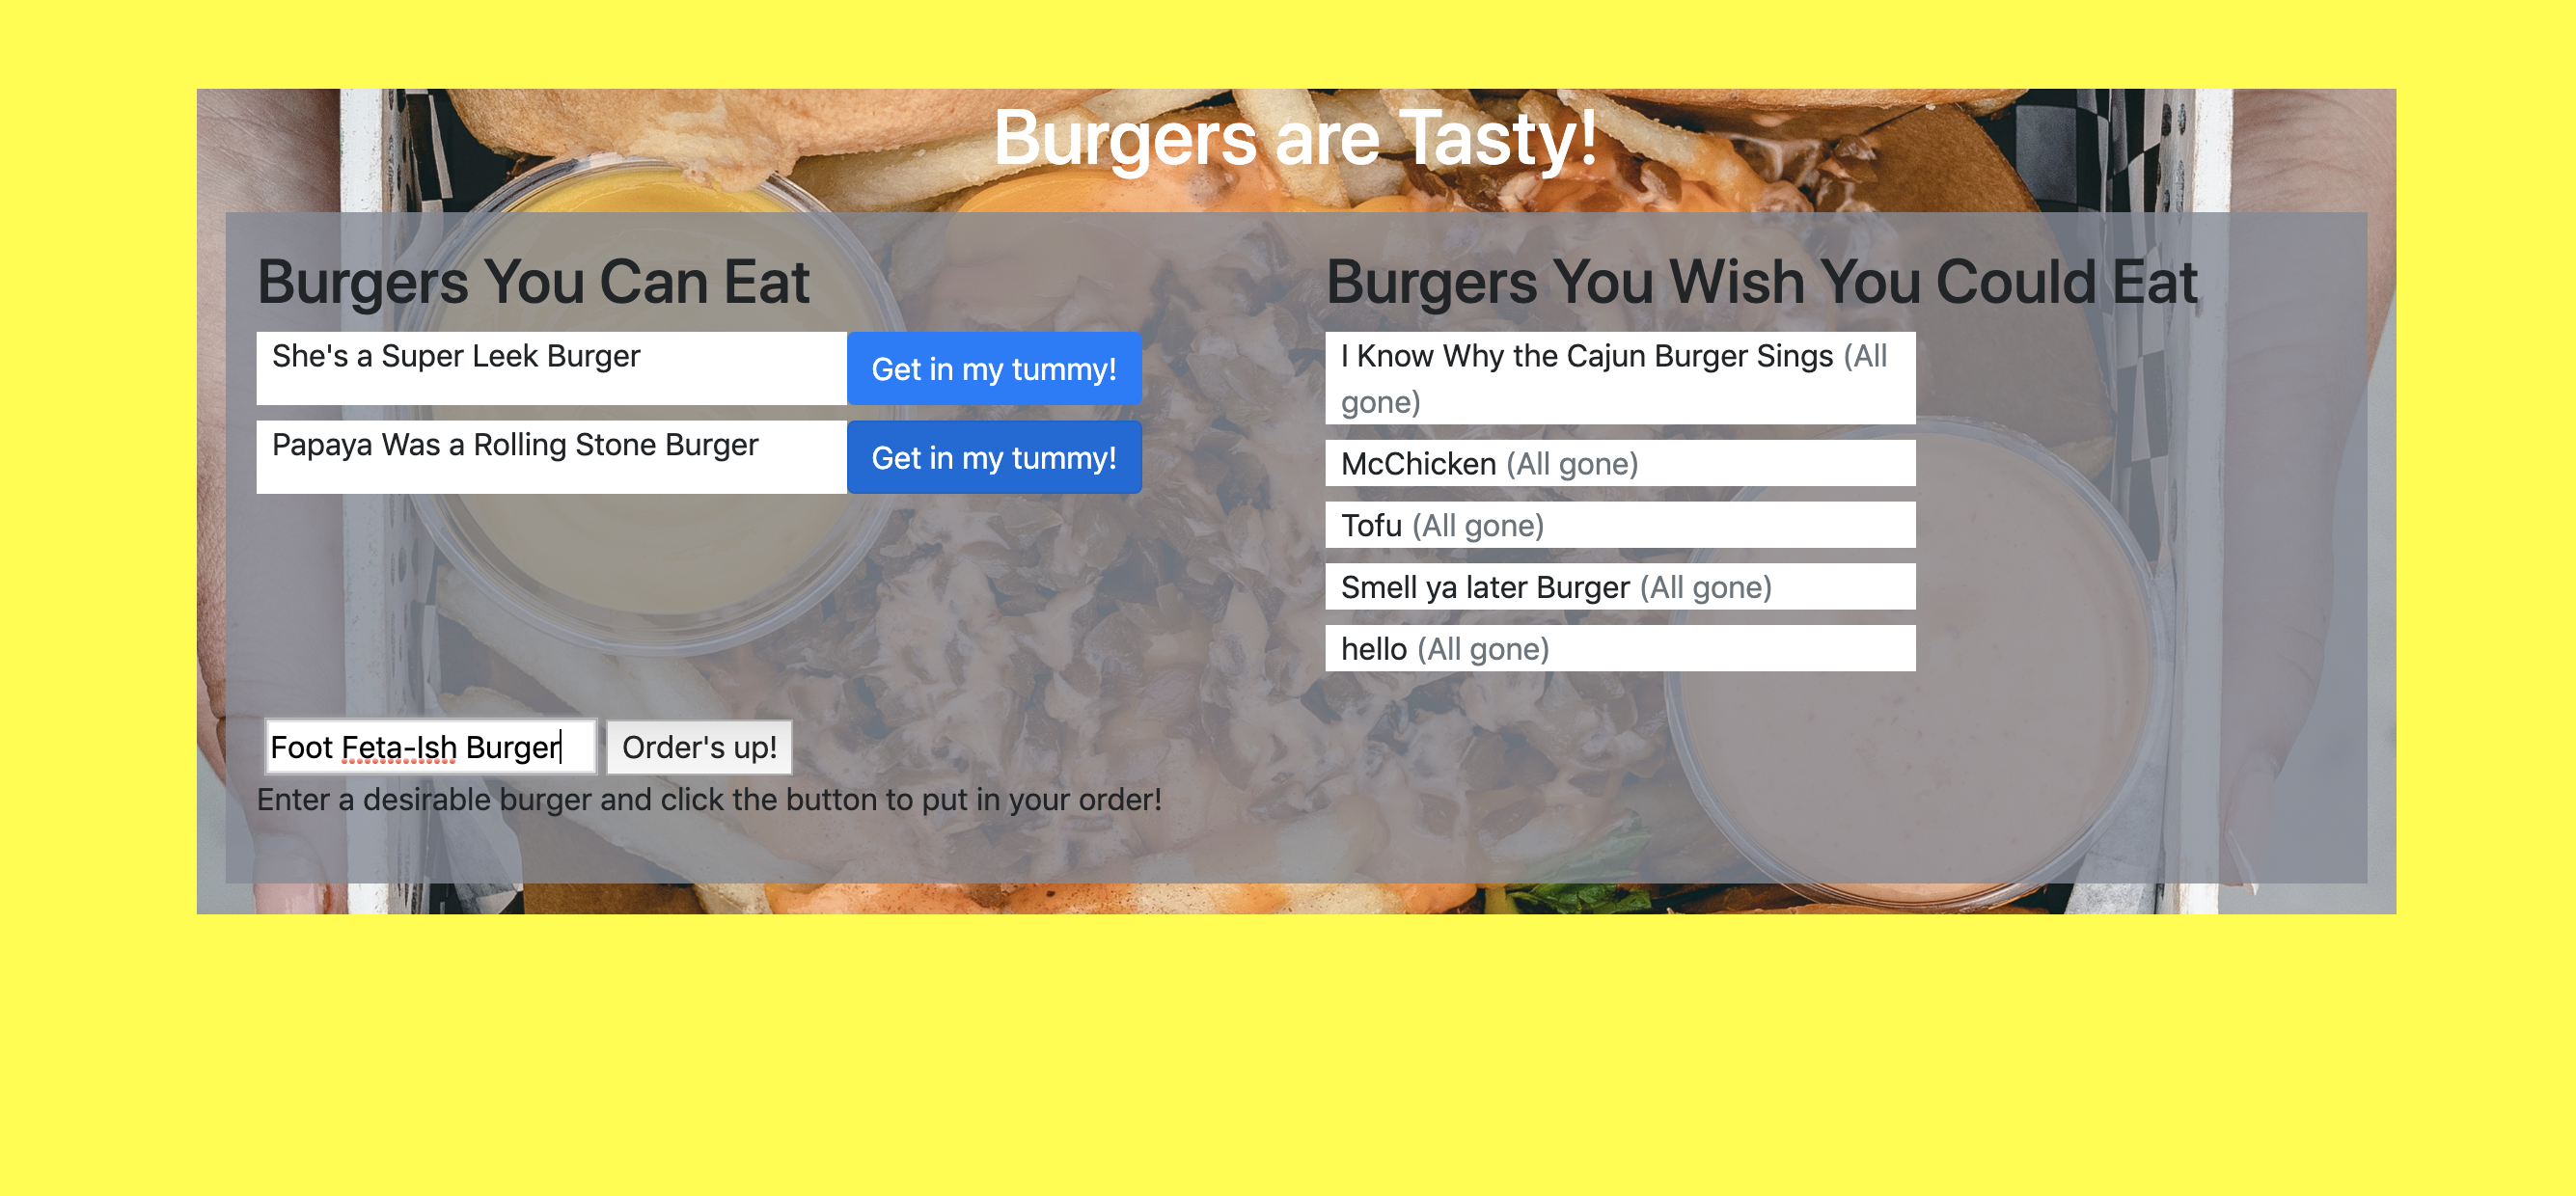 Burgers are Tasty!
Burgers You Can Eat
She's a Super Leek Burger
Get in my tummy!
Papaya Was a Rolling Stone Burger
Get in my tummy!
Foot Feta-Ish Burger
Order's up!
Enter a desirable burger and click the button to put in your order!
Burgers You Wish You Could Eat
I Know Why the Cajun Burger Sings (All
gone)
McChicken (All gone)
Tofu (All gone)
Smell ya later Burger (All gone)
hello (All gone)